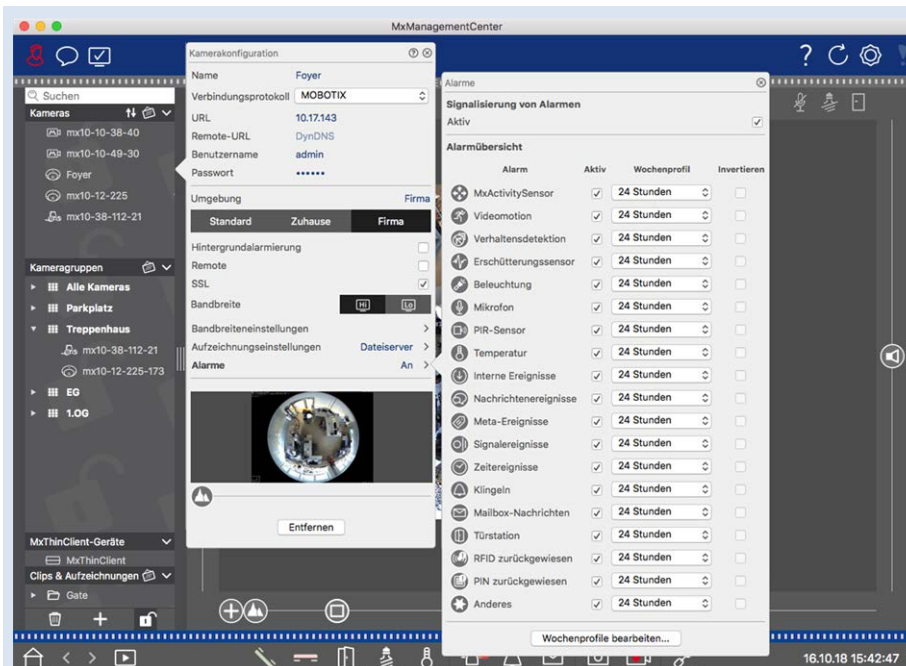 MxManagementCenter
Suchen
Kameras
mx10-10-38-40
mx10-10-49-30
Foyer
mx10-12-225
mx10-38-112-21
Kameragruppen
Alle Kameras
Parkplatz
Treppenhaus
mx10-38-112-21
mx10-12-225-173
EG
1.OG
MxThinClient-Geräte
MxThinClient
Clips & Aufzeichnungen
Gate
Kamerakonfiguration
Name Foyer
Verbindungsprotokoll MOBOTIX
URL 10.17.143
Remote-URL DynDNS
Benutzername admin
Passwort ••••••
Umgebung Firma
Standard Zuhause Firma
Hintergrundalarmierung
Remote
SSL
Bandbreite Hi Lo
Bandbreiteneinstellungen
Aufzeichnungseinstellungen Dateiserver
Alarme An
Entfernen
Alarme
Signalisierung von Alarmen
Aktiv
Alarmübersicht
Alarm Aktiv Wochenprofil Invertieren
MxActivitySensor 24 Stunden
Videomotion 24 Stunden
Verhaltensdetektion 24 Stunden
Erschütterungssensor 24 Stunden
Beleuchtung 24 Stunden
Mikrofon 24 Stunden
PIR-Sensor 24 Stunden
Temperatur 24 Stunden
Interne Ereignisse 24 Stunden
Nachrichtenereignisse 24 Stunden
Meta-Ereignisse 24 Stunden
Signalereignisse 24 Stunden
Zeitereignisse 24 Stunden
Klingeln 24 Stunden
Mailbox-Nachrichten 24 Stunden
Türstation 24 Stunden
RFID zurückgewiesen 24 Stunden
PIN zurückgewiesen 24 Stunden
Anderes 24 Stunden
Wochenprofile bearbeiten...
16.10.18 15:42:47